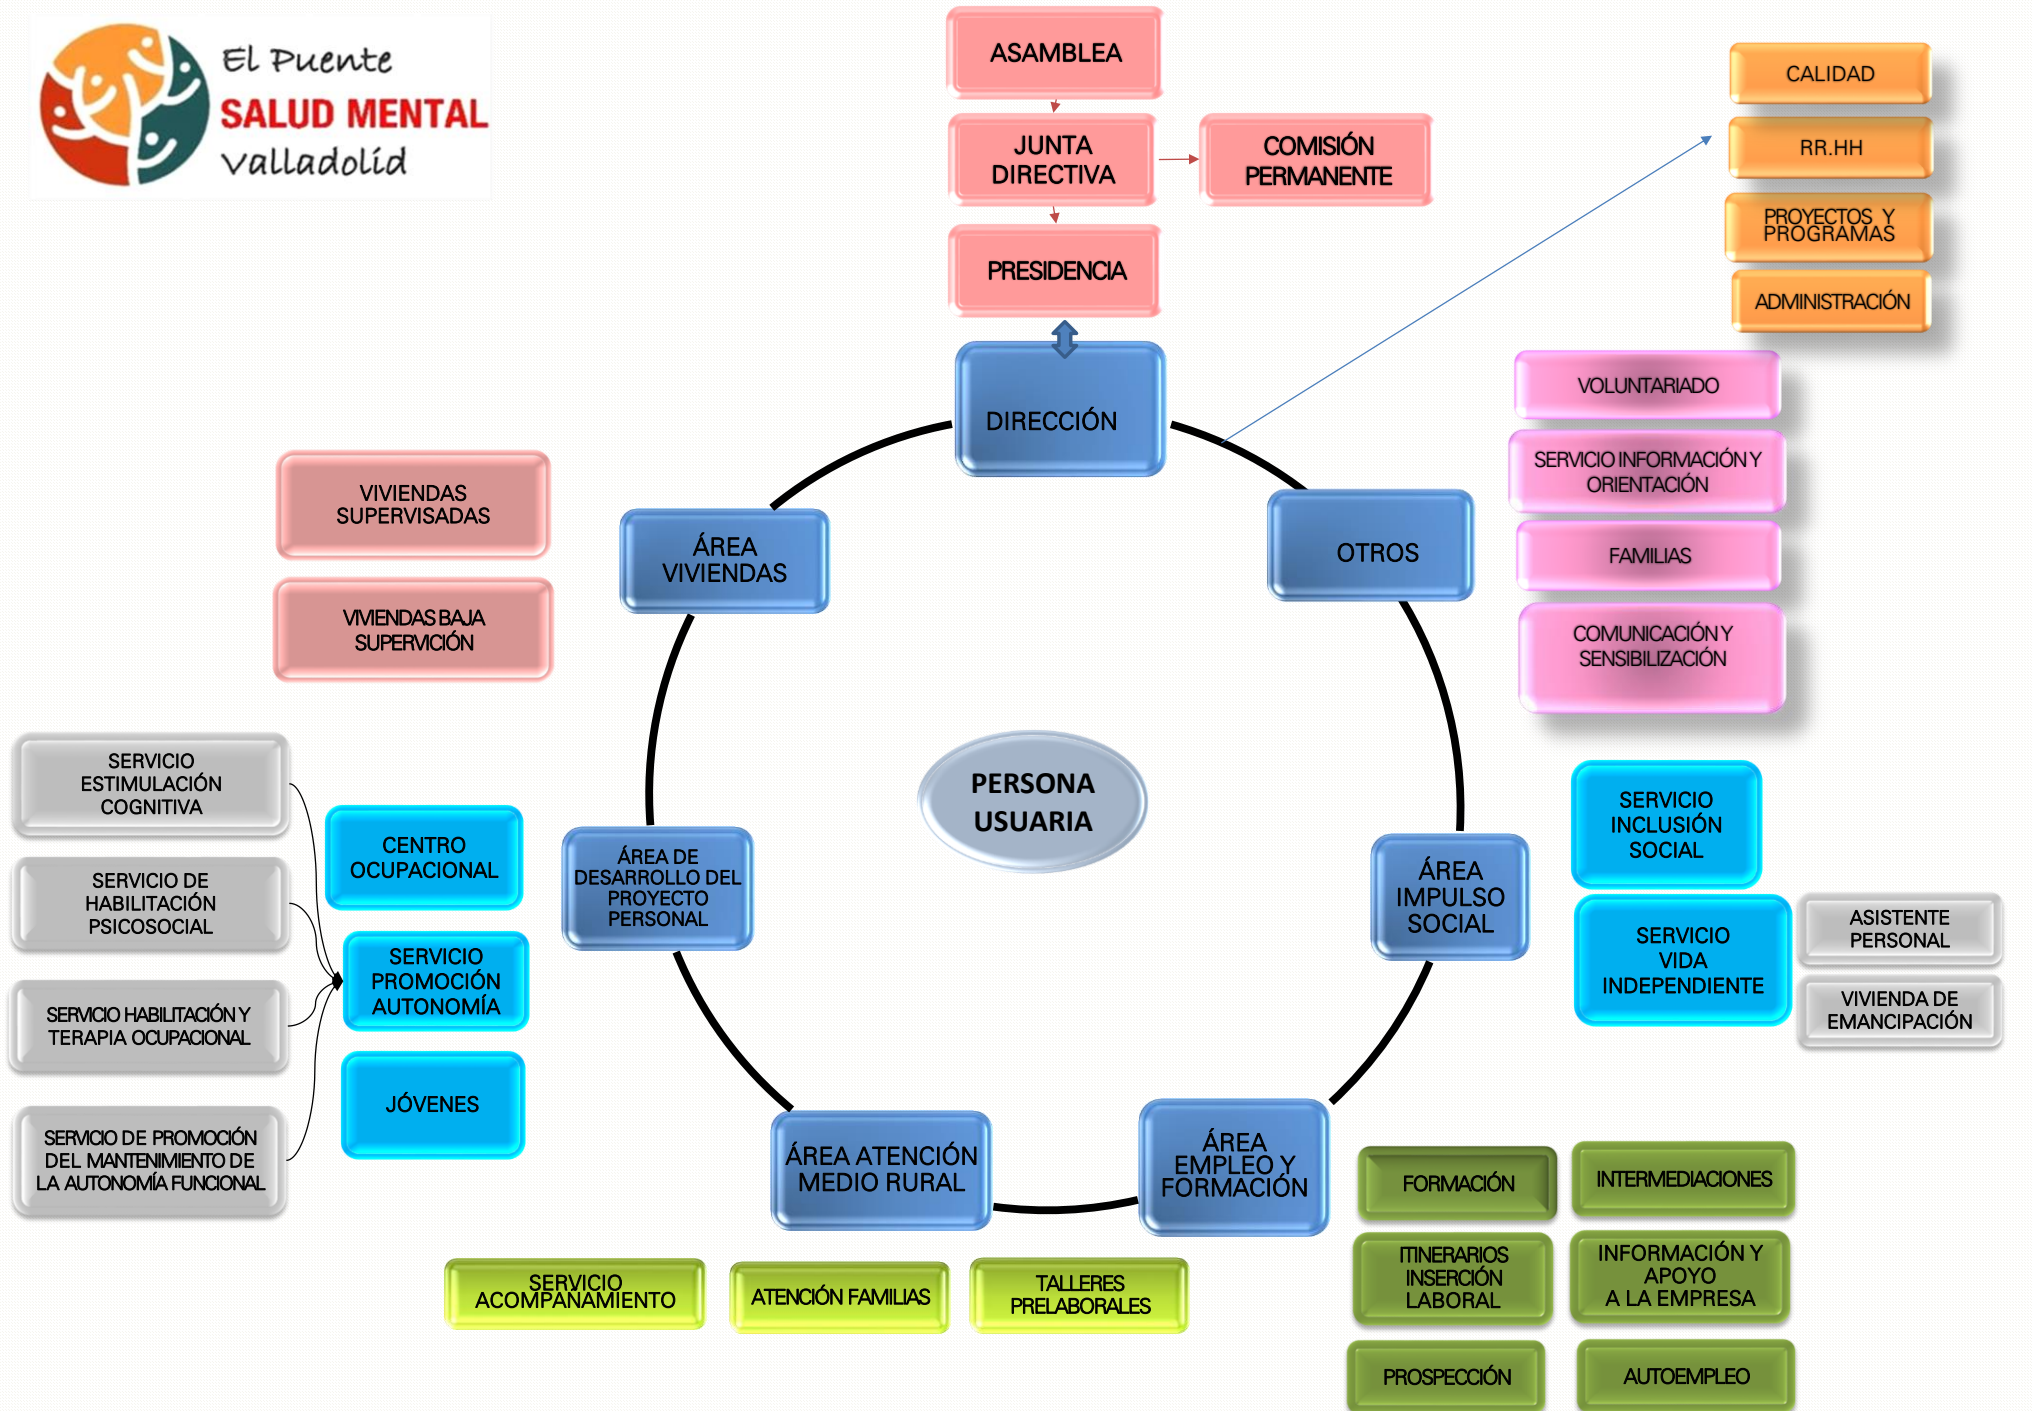 El Puente
SALUD MENTAL
Valladolid
ASAMBLEA
JUNTA
DIRECTIVA
COMISIÓN
PERMANENTE
PRESIDENCIA
CALIDAD
RR.HH
PROYECTOS Y
PROGRAMAS
ADMINISTRACIÓN
DIRECCIÓN
VOLUNTARIADO
SERVICIO INFORMACIÓN Y
ORIENTACIÓN
FAMILIAS
COMUNICACIÓN Y
SENSIBILIZACIÓN
OTROS
ÁREA
VIVIENDAS
VIVIENDAS
SUPERVISADAS
VIVIENDAS BAJA
SUPERVICIÓN
PERSONA
USUARIA
SERVICIO
ESTIMULACIÓN
COGNITIVA
SERVICIO DE
HABILITACIÓN
PSICOSOCIAL
SERVICIO HABILITACIÓN Y
TERAPIA OCUPACIONAL
SERVICIO DE PROMOCIÓN
DEL MANTENIMIENTO DE
LA AUTONOMÍA FUNCIONAL
CENTRO
OCUPACIONAL
SERVICIO
PROMOCIÓN
AUTONOMÍA
JÓVENES
ÁREA DE
DESARROLLO DEL
PROYECTO
PERSONAL
ÁREA
IMPULSO
SOCIAL
SERVICIO
INCLUSIÓN
SOCIAL
SERVICIO
VIDA
INDEPENDIENTE
ASISTENTE
PERSONAL
VIVIENDA DE
EMANCIPACIÓN
ÁREA ATENCIÓN
MEDIO RURAL
ÁREA
EMPLEO Y
FORMACIÓN
SERVICIO
ACOMPAÑAMIENTO
ATENCIÓN FAMILIAS
TALLERES
PRELABORALES
FORMACIÓN
INTERMEDIACIONES
ITINERARIOS
INSERCIÓN
LABORAL
INFORMACIÓN Y
APOYO
A LA EMPRESA
PROSPECCIÓN
AUTOEMPLEO